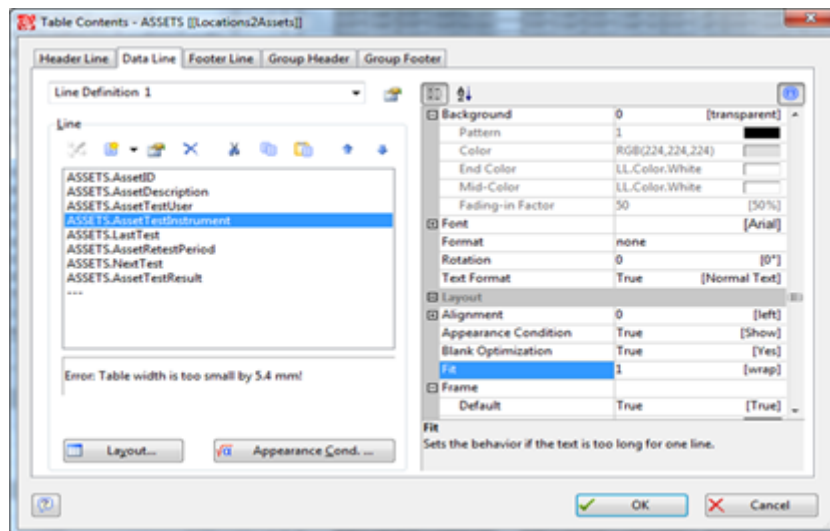 Table Contents - ASSETS [[Locations2Assets]]
Header Line Data Line Footer Line Group Header Group Footer
Line Definition 1
Line
ASSETS.AssetID
ASSETS.AssetDescription
ASSETS.AssetTestUser
ASSETS.AssetTestInstrument
ASSETS.LastTest
ASSETS.AssetRetestPeriod
ASSETS.NextTest
ASSETS.AssetTestResult
---
Error: Table width is too small by 5.4 mm!
Layout... Appearance Cond. ...
Background 0 [transparent]
Pattern 1
Color RGB(224,224,224)
End Color LL.Color.White
Mid-Color LL.Color.White
Fading-in Factor 50 [50%]
Font [Arial]
Format none
Rotation 0 [0°]
Text Format True [Normal Text]
Layout
Alignment 0 [left]
Appearance Condition True [Show]
Blank Optimization True [Yes]
Fit 1 [wrap]
Frame
Default True [True]
Fit
Sets the behavior if the text is too long for one line.
OK Cancel